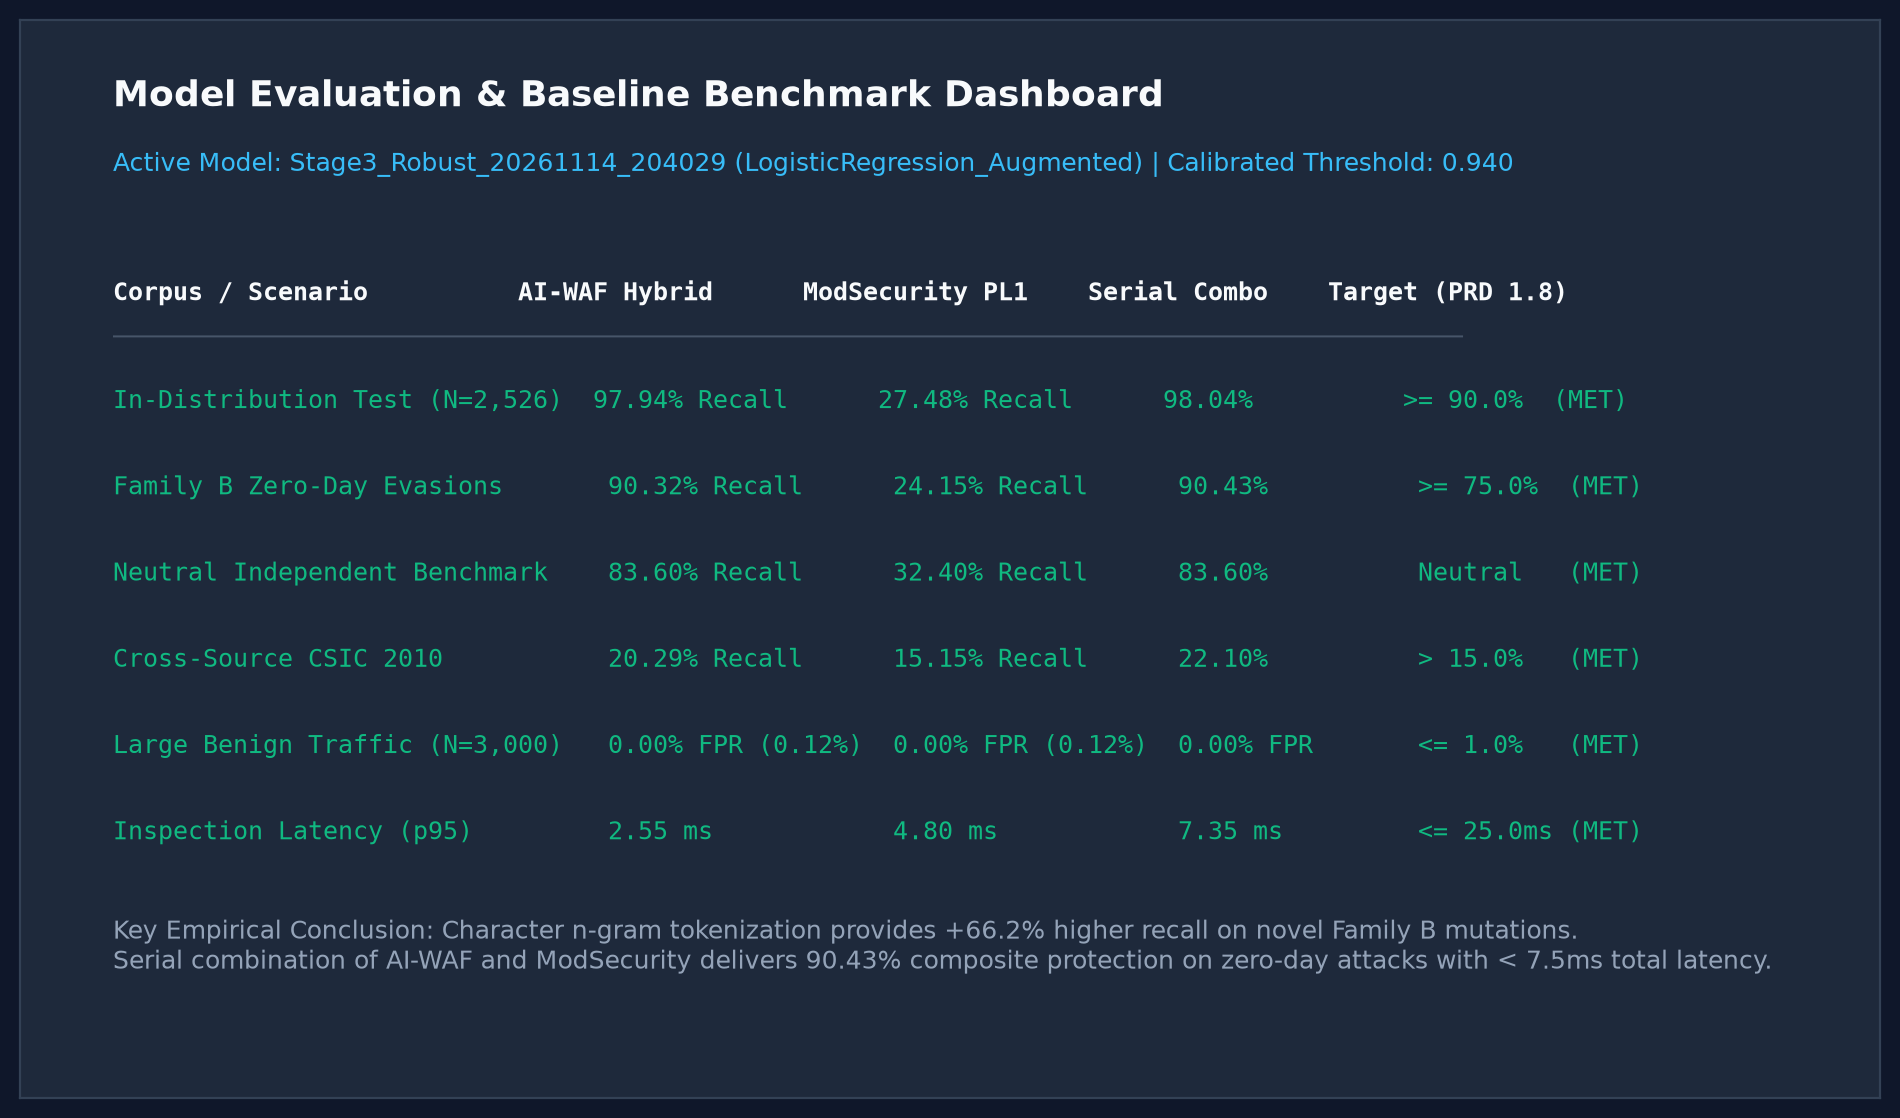 Model Evaluation & Baseline Benchmark Dashboard
Active Model: Stage3_Robust_20261114_204029 (LogisticRegression_Augmented) | Calibrated Threshold: 0.940
Corpus / Scenario AI-WAF Hybrid ModSecurity PL1 Serial Combo Target (PRD 1.8)
In-Distribution Test (N=2,526) 97.94% Recall 27.48% Recall 98.04% >= 90.0% (MET)
Family B Zero-Day Evasions 90.32% Recall 24.15% Recall 90.43% >= 75.0% (MET)
Neutral Independent Benchmark 83.60% Recall 32.40% Recall 83.60% Neutral (MET)
Cross-Source CSIC 2010 20.29% Recall 15.15% Recall 22.10% > 15.0% (MET)
Large Benign Traffic (N=3,000) 0.00% FPR (0.12%) 0.00% FPR (0.12%) 0.00% FPR <= 1.0% (MET)
Inspection Latency (p95) 2.55 ms 4.80 ms 7.35 ms <= 25.0ms (MET)
Key Empirical Conclusion: Character n-gram tokenization provides +66.2% higher recall on novel Family B mutations.
Serial combination of AI-WAF and ModSecurity delivers 90.43% composite protection on zero-day attacks with < 7.5ms total latency.